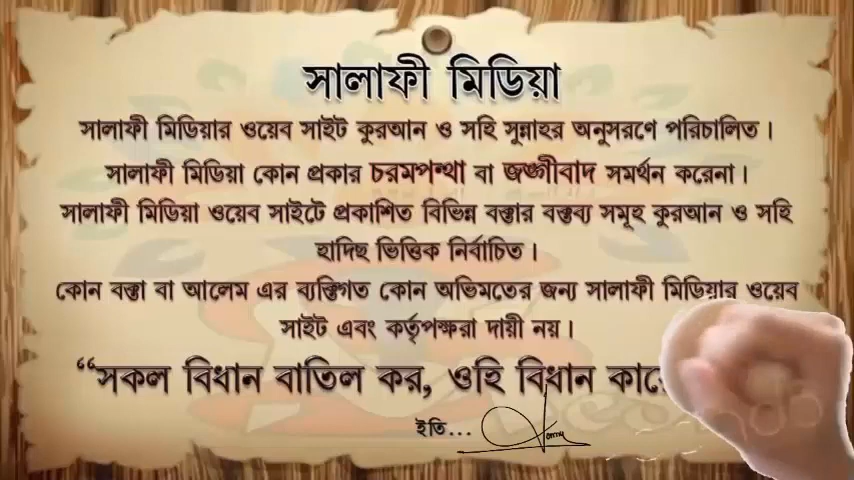 সালাফী মিডিয়া
সালাফী মিডিয়ার ওয়েব সাইট কুরআন ও সহি সুন্নাহর অনুসরণে পরিচালিত।
সালাফী মিডিয়া কোন প্রকার চরমপন্থা বা জঙ্গীবাদ সমর্থন করেনা।
সালাফী মিডিয়া ওয়েব সাইটে প্রকাশিত বিভিন্ন বক্তার বক্তব্য সমূহ কুরআন ও সহি
হাদিছ ভিত্তিক নির্বাচিত।
কোন বক্তা বা আলেম এর ব্যক্তিগত কোন অভিমতের জন্য সালাফী মিডিয়ার ওয়েব
সাইট এবং কর্তৃপক্ষরা দায়ী নয়।
“সকল বিধান বাতিল কর, ওহি বিধান
ইতি...